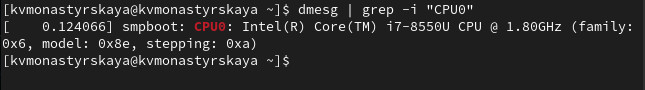 [kvmonastyrskaya@kvmonastyrskaya ~]$ dmesg | grep -i "CPU0"
[    0.124066] smpboot: CPU0: Intel(R) Core(TM) i7-8550U CPU @ 1.80GHz (family:
0x6, model: 0x8e, stepping: 0xa)
[kvmonastyrskaya@kvmonastyrskaya ~]$